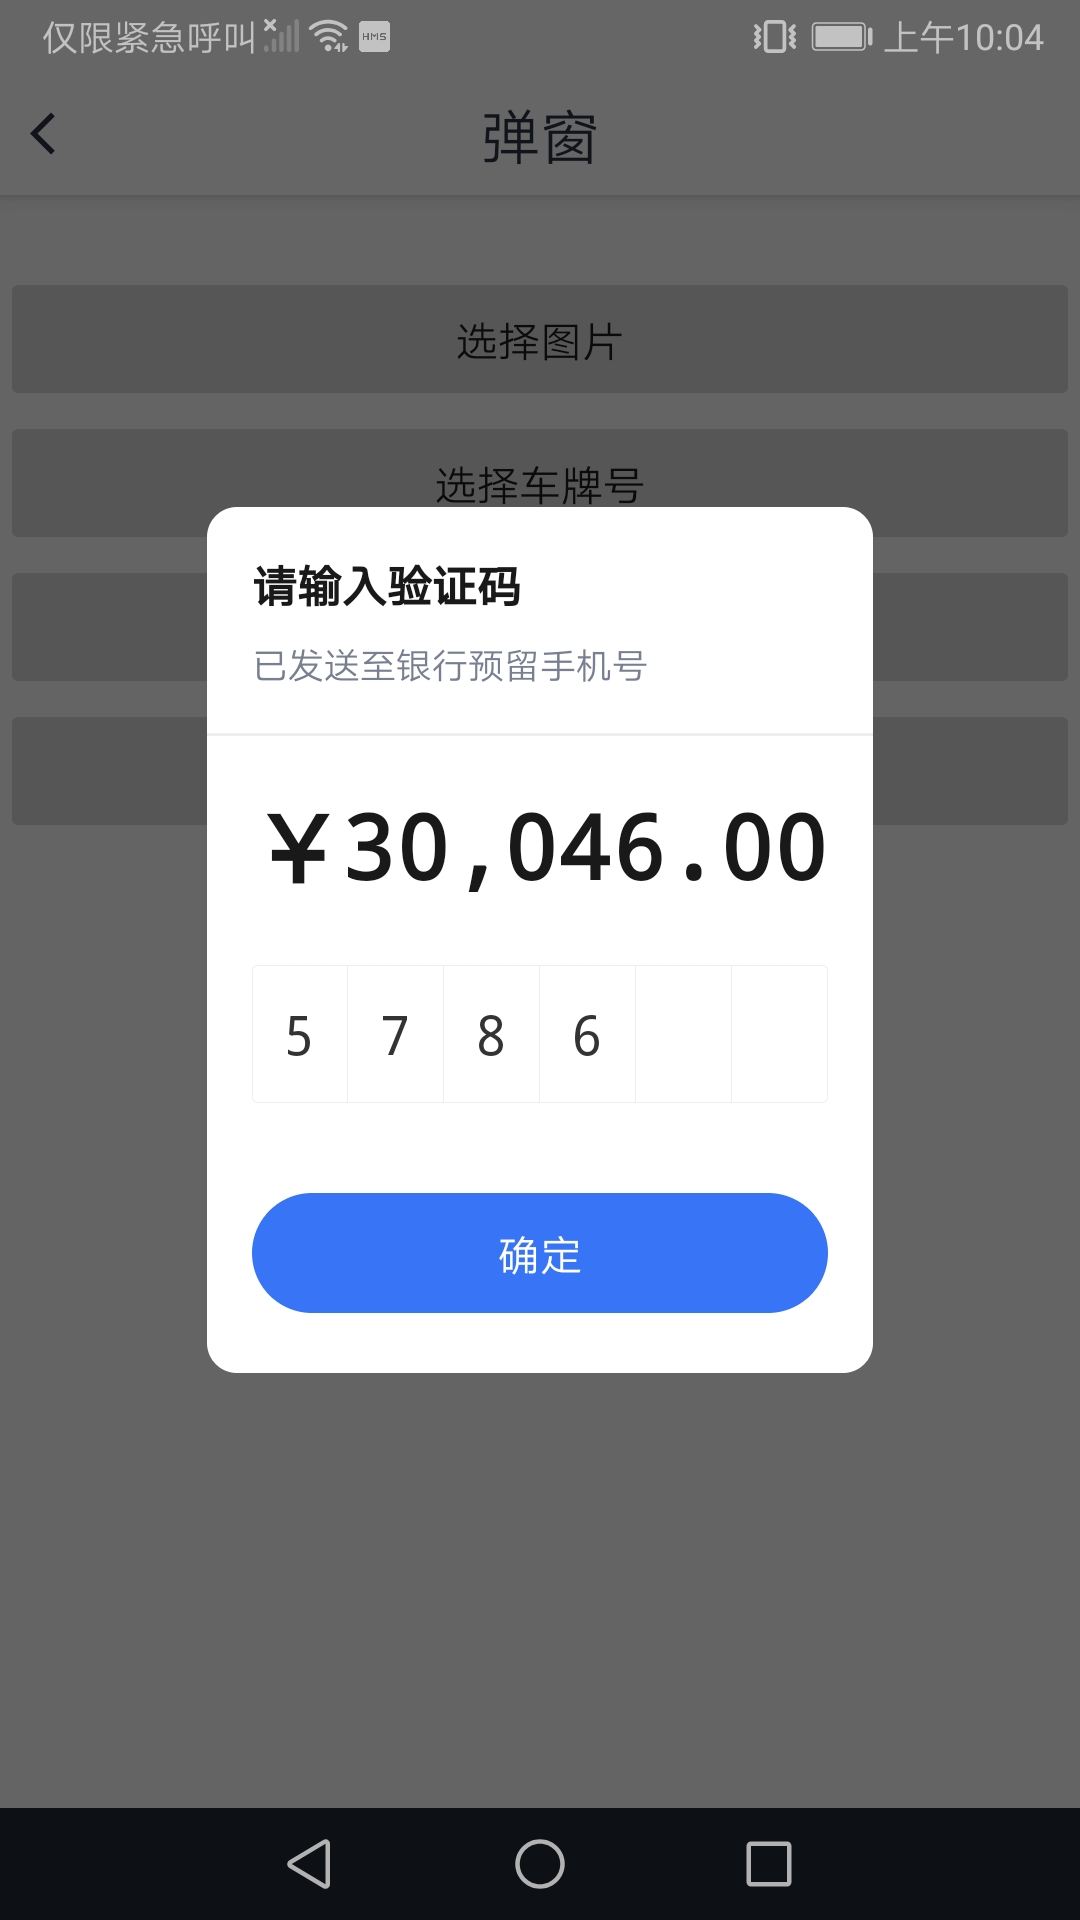 仅限紧急呼叫 HMS 上午10:04
弹窗
选择图片
选择车牌号
请输入验证码
已发送至银行预留手机号
￥30,046.00
5 7 8 6
确定